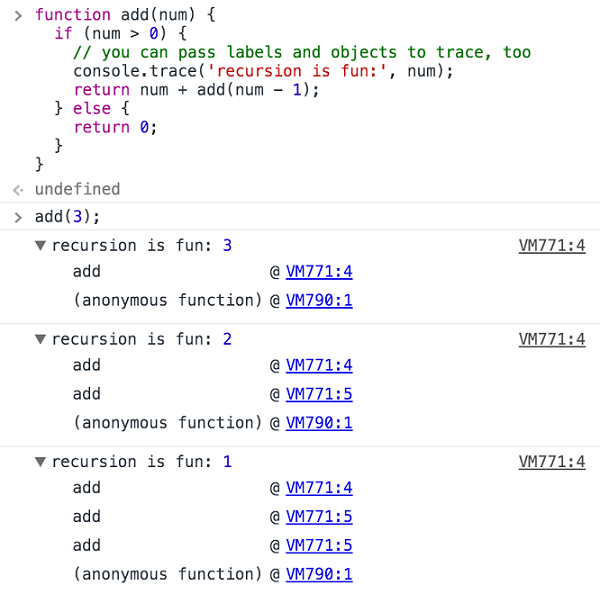 > function add(num) {
if (num > 0) {
// you can pass labels and objects to trace, too
console.trace('recursion is fun:', num);
return num + add(num - 1);
} else {
return 0;
}
}
undefined
> add(3);
▼ recursion is fun: 3 VM771:4
add @ VM771:4
(anonymous function) @ VM790:1
▼ recursion is fun: 2 VM771:4
add @ VM771:4
add @ VM771:5
(anonymous function) @ VM790:1
▼ recursion is fun: 1 VM771:4
add @ VM771:4
add @ VM771:5
add @ VM771:5
(anonymous function) @ VM790:1